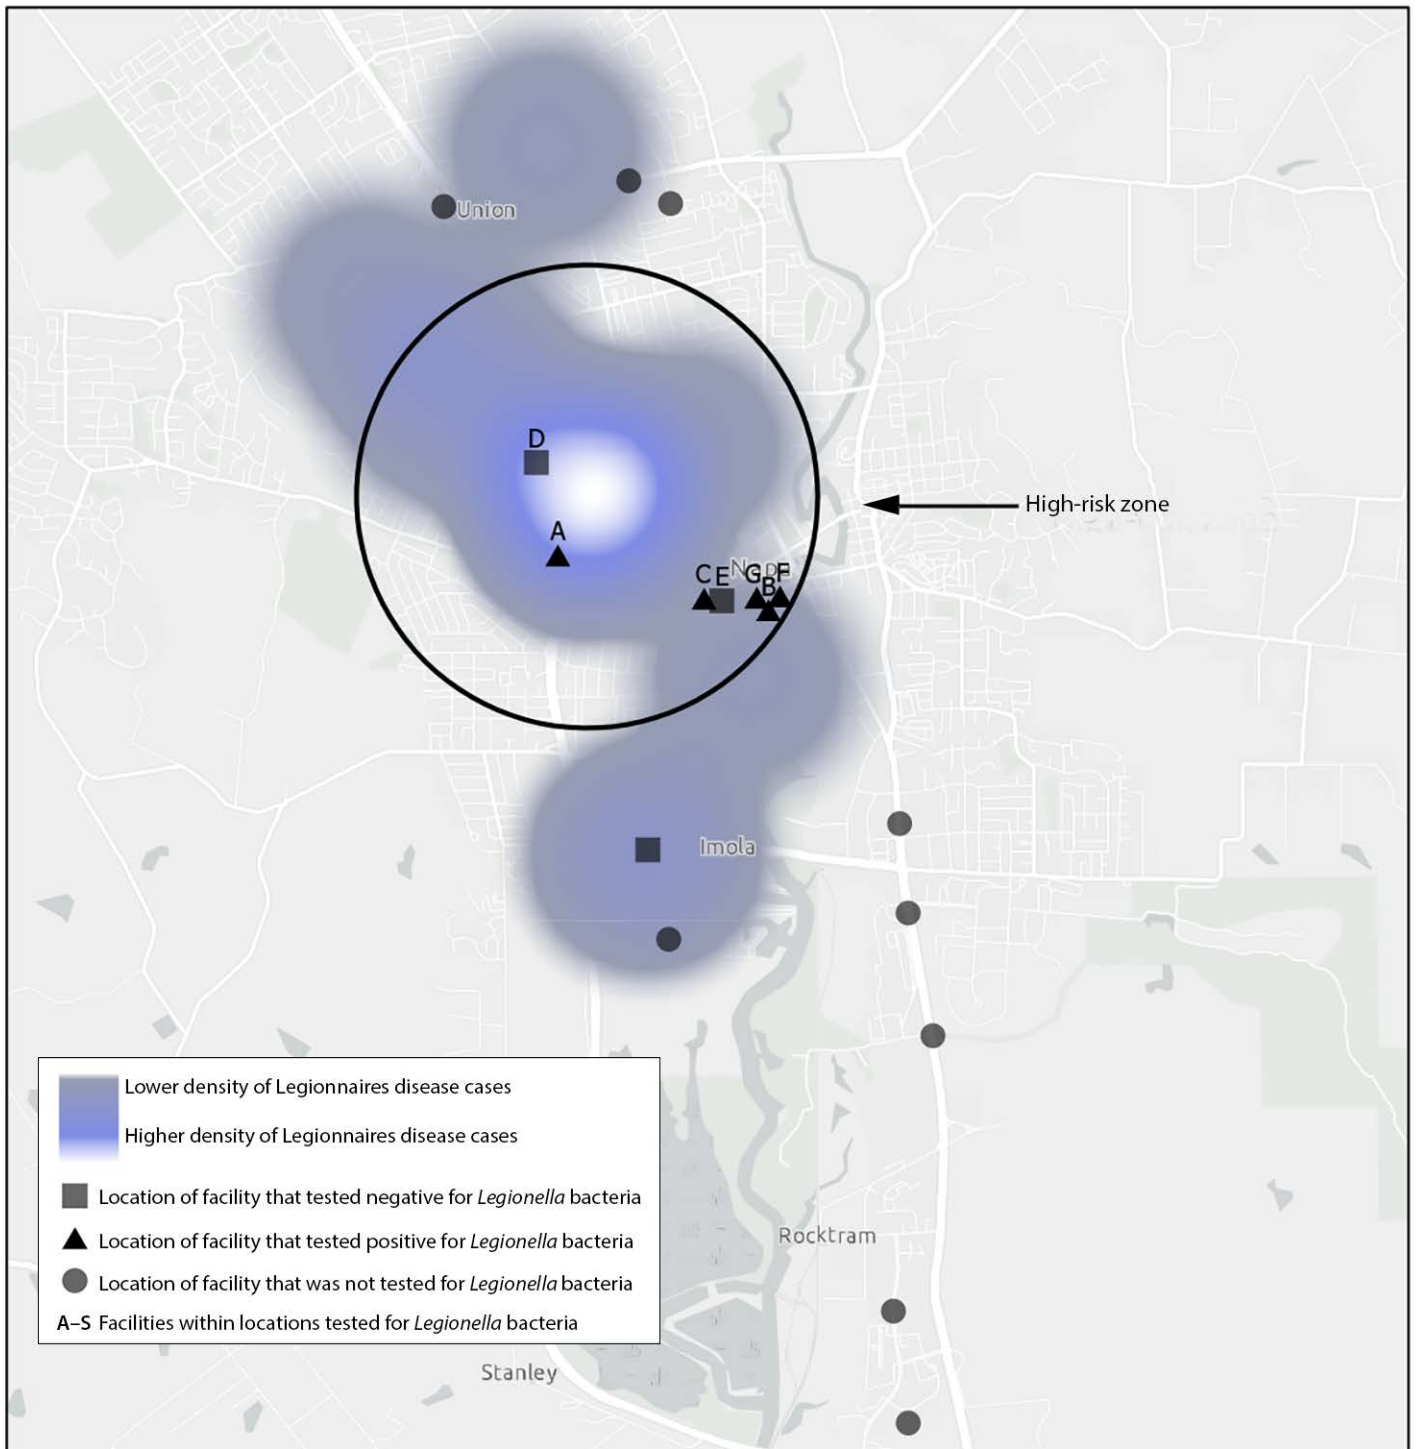 Union
D
High-risk zone
A
Napa
C E G B F
Imola
Lower density of Legionnaires disease cases
Higher density of Legionnaires disease cases
Location of facility that tested negative for Legionella bacteria
Location of facility that tested positive for Legionella bacteria
Location of facility that was not tested for Legionella bacteria
A–S Facilities within locations tested for Legionella bacteria
Rocktram
Stanley